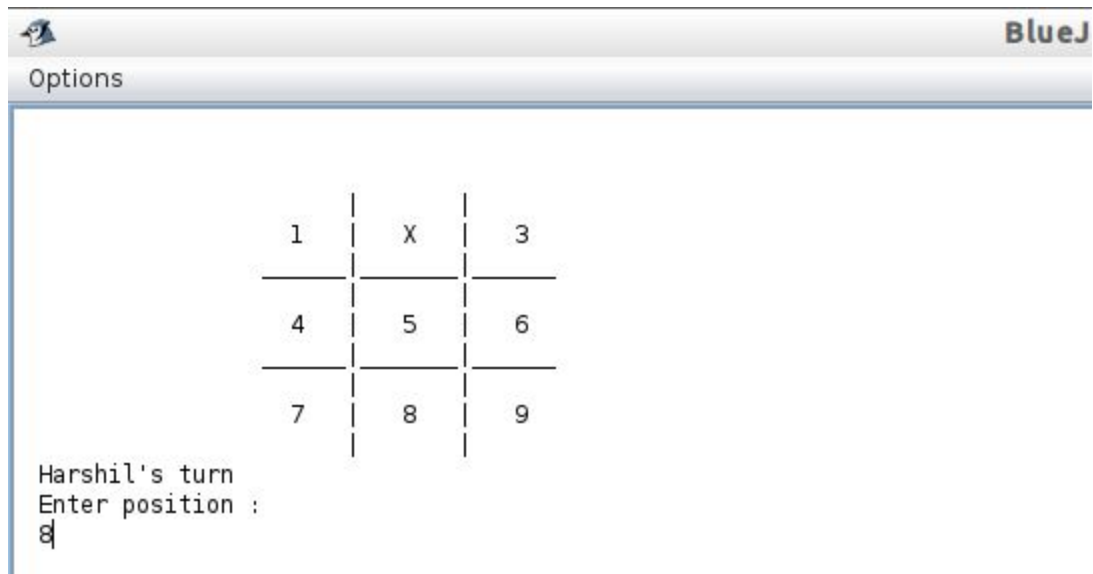 BlueJ
Options
1 | X | 3
4 | 5 | 6
7 | 8 | 9
Harshil's turn
Enter position :
8